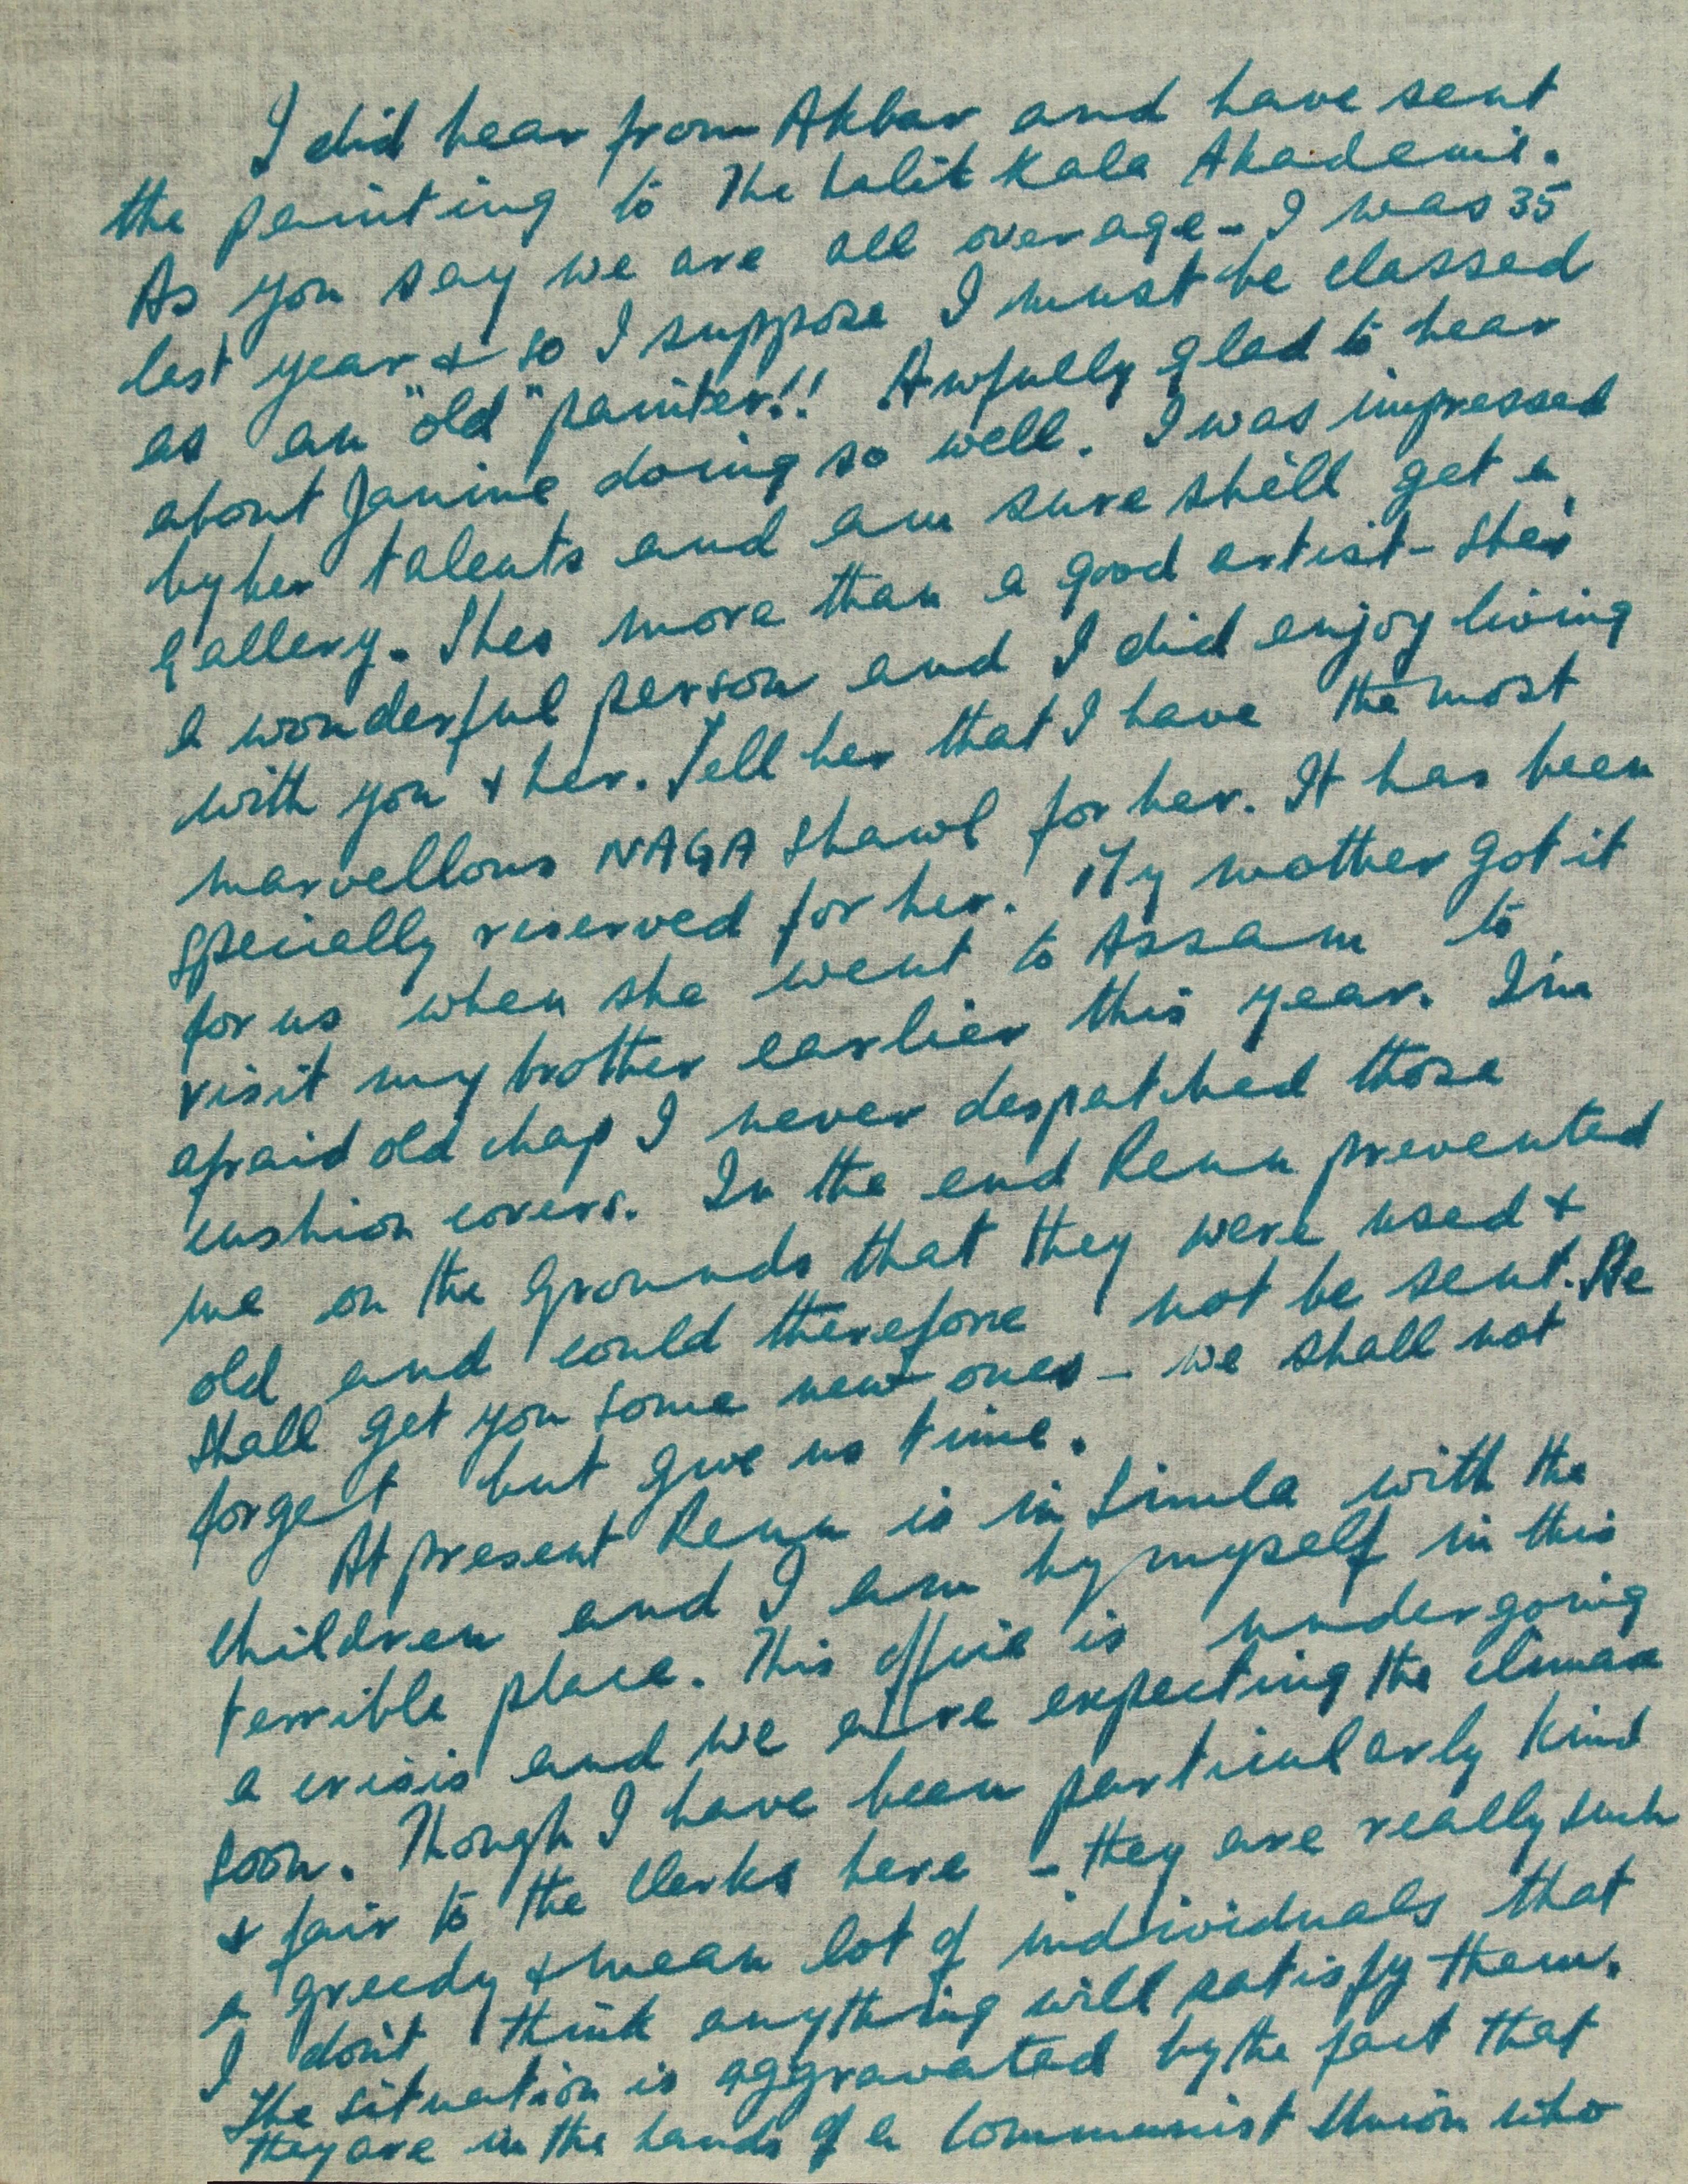 I did hear from Akbar and have sent
the painting to The Lalit Kala Akademi.
As you say we are all overage - I was 35
last year & so I suppose I must be classed
as an "old" painter!! Awfully glad to hear
about Janine doing so well. I was impressed
by her talents and am sure she'll get a
gallery. Shes more than a good artist - She's
a wonderful person and I did enjoy living
with you & her. Tell her that I have the most
marvellous NAGA Shawl for her. It has been
specially reserved for her. My mother got it
for us when she went to Assam to
visit my brother earlier this year. I'm
afraid old chap I never despatched those
cushion covers. In the end Renu prevented
me on the grounds that they were used &
old and could therefore not be sent. We
shall get you some new ones - we shall not
forget but give us time.
At present Renu is in Simla with the
children and I am by myself in this
terrible place. This office is undergoing
a crisis and we are expecting the climax
soon. Though I have been particularly kind
& fair to the clerks here - they are really such
a greedy & mean lot of individuals that
I don't think anything will satisfy them.
The situation is aggravated by the fact that
they are in the hands of a Communist Union who